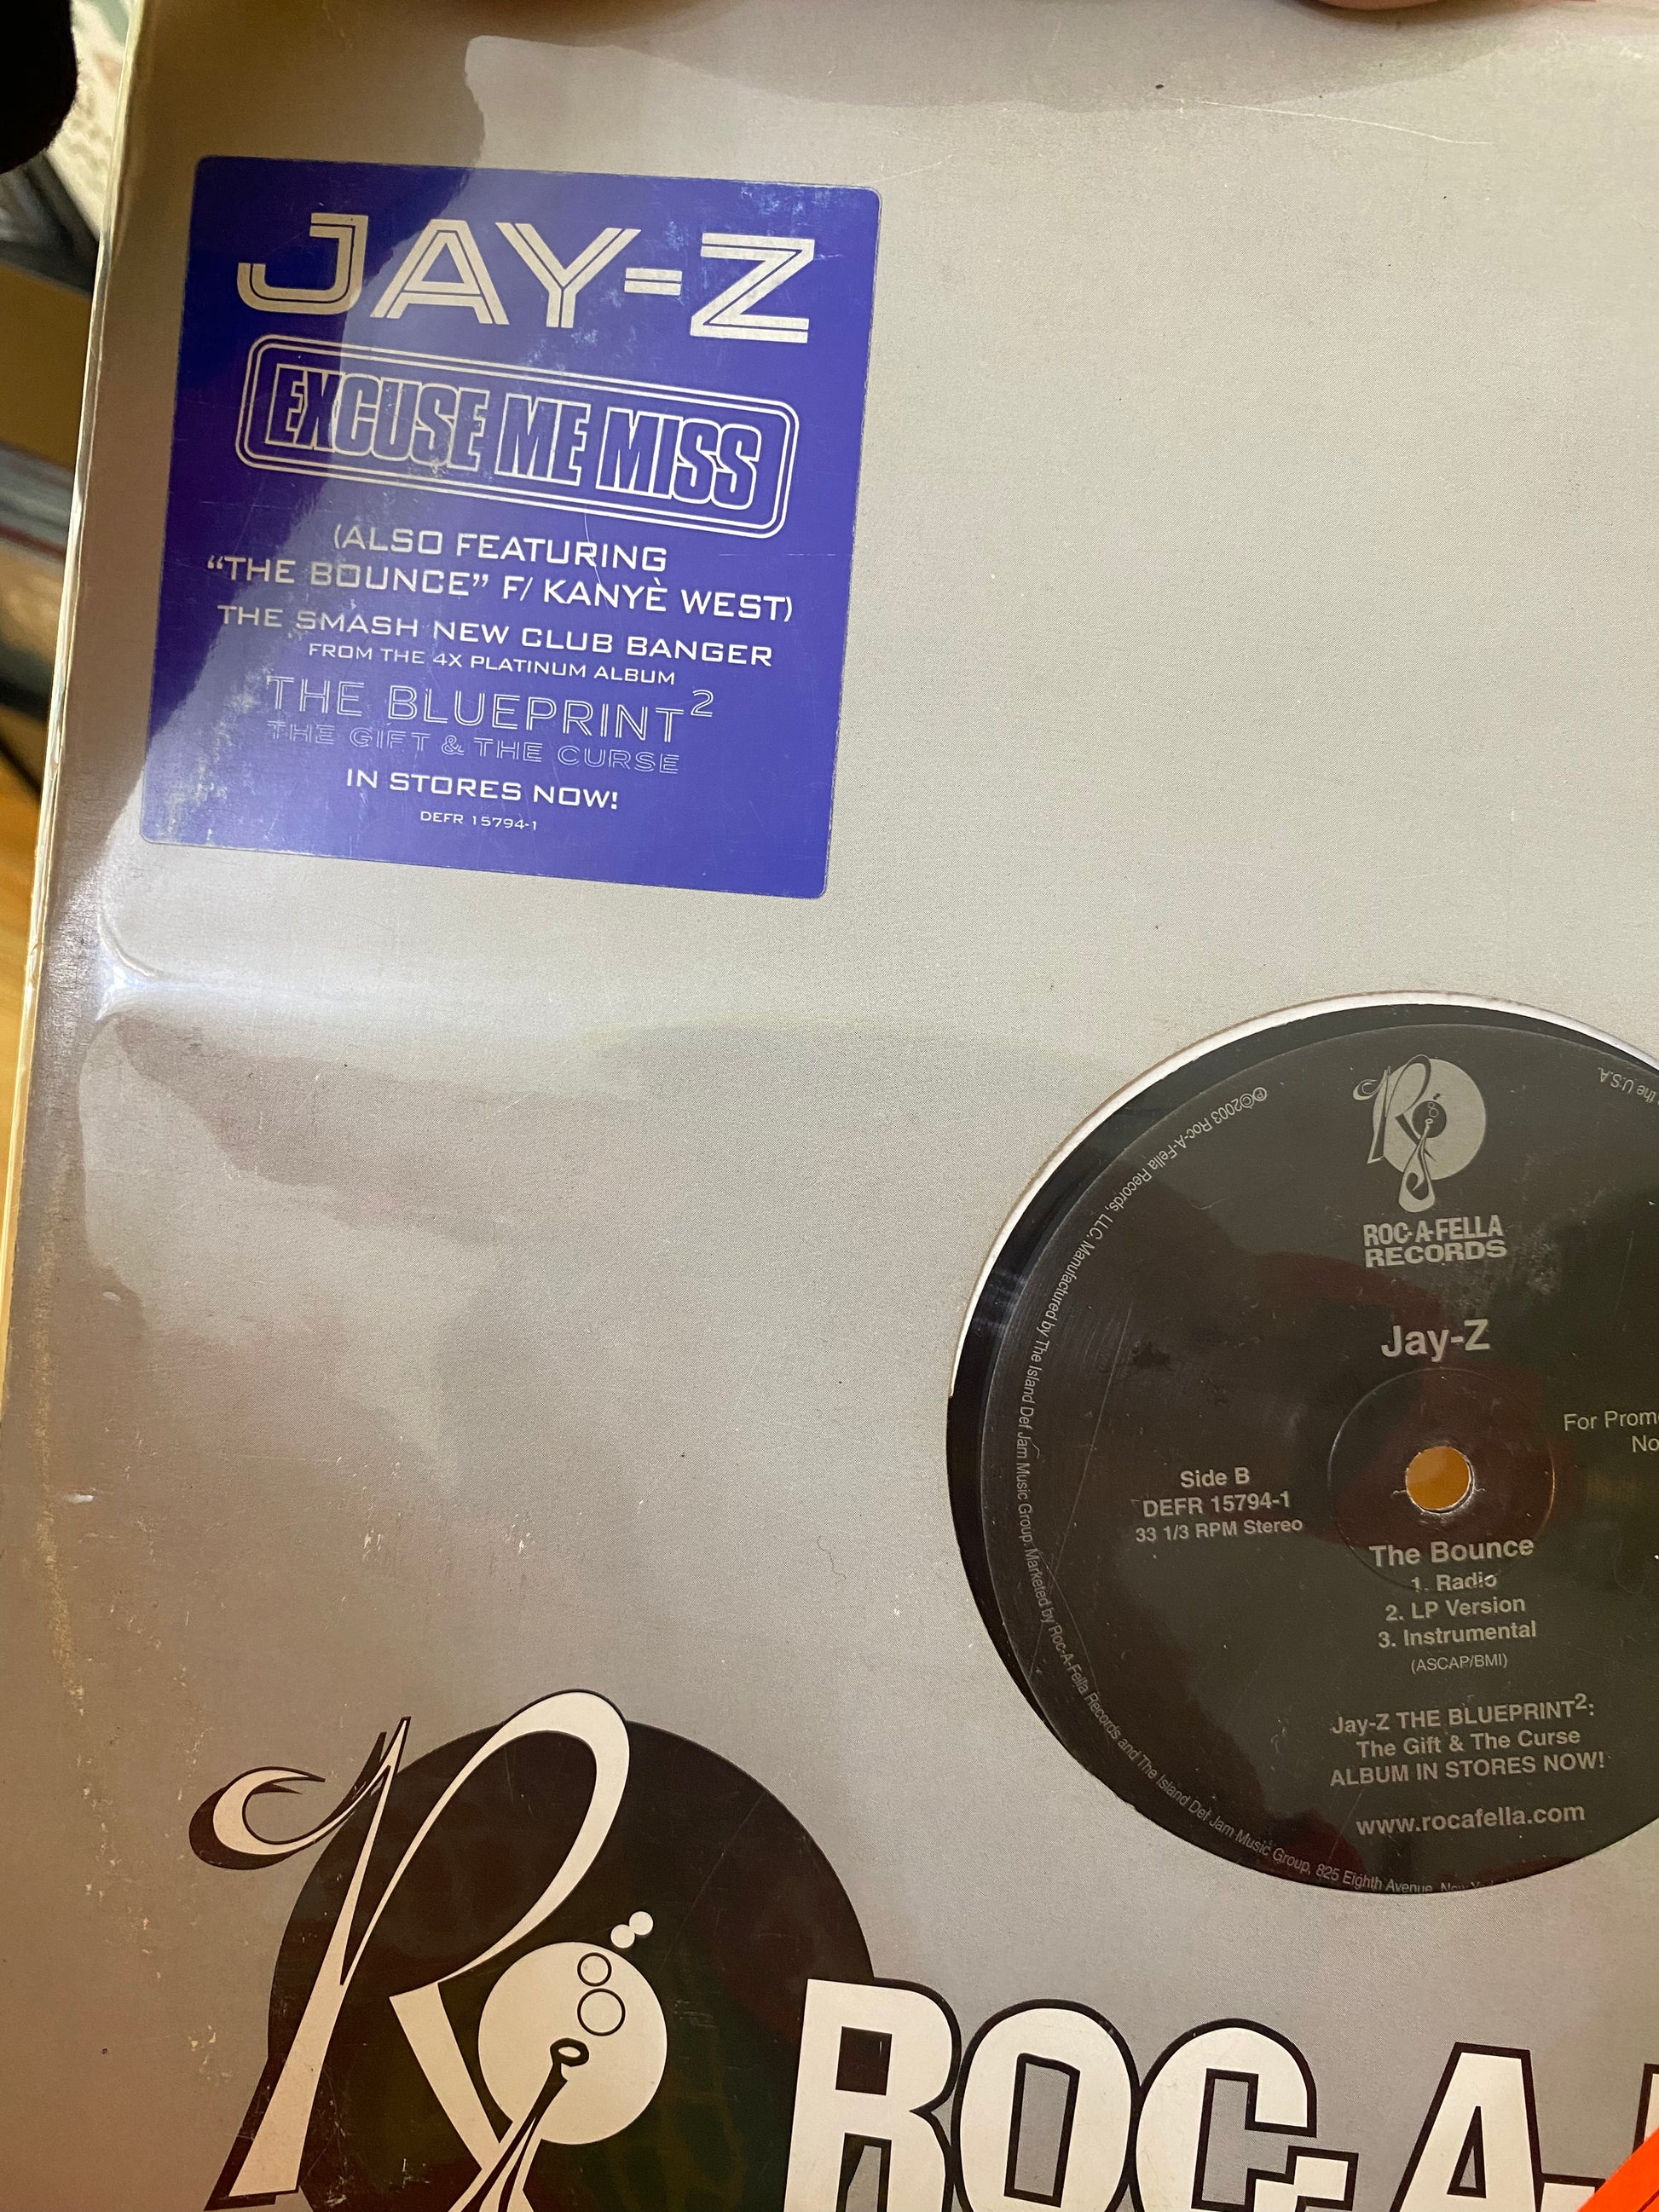 JAY-Z
EXCUSE ME MISS
(ALSO FEATURING
“THE BOUNCE” F/ KANYÈ WEST)
THE SMASH NEW CLUB BANGER
FROM THE 4X PLATINUM ALBUM
THE BLUEPRINT²
THE GIFT & THE CURSE
IN STORES NOW!
DEFR 15794-1
ROC-A-FELLA
RECORDS
Jay-Z
For Prom
No
Side B
DEFR 15794-1
33 1/3 RPM Stereo
The Bounce
1. Radio
2. LP Version
3. Instrumental
(ASCAP/BMI)
Jay-Z THE BLUEPRINT²:
The Gift & The Curse
ALBUM IN STORES NOW!
www.rocafella.com
℗©2003 Roc-A-Fella Records, LLC. Manufactured by The Island Def Jam Music Group. Marketed by Roc-A-Fella Records and The Island Def Jam Music Group, 825 Eighth Avenue, New
the U.S.A.
ROC-A-